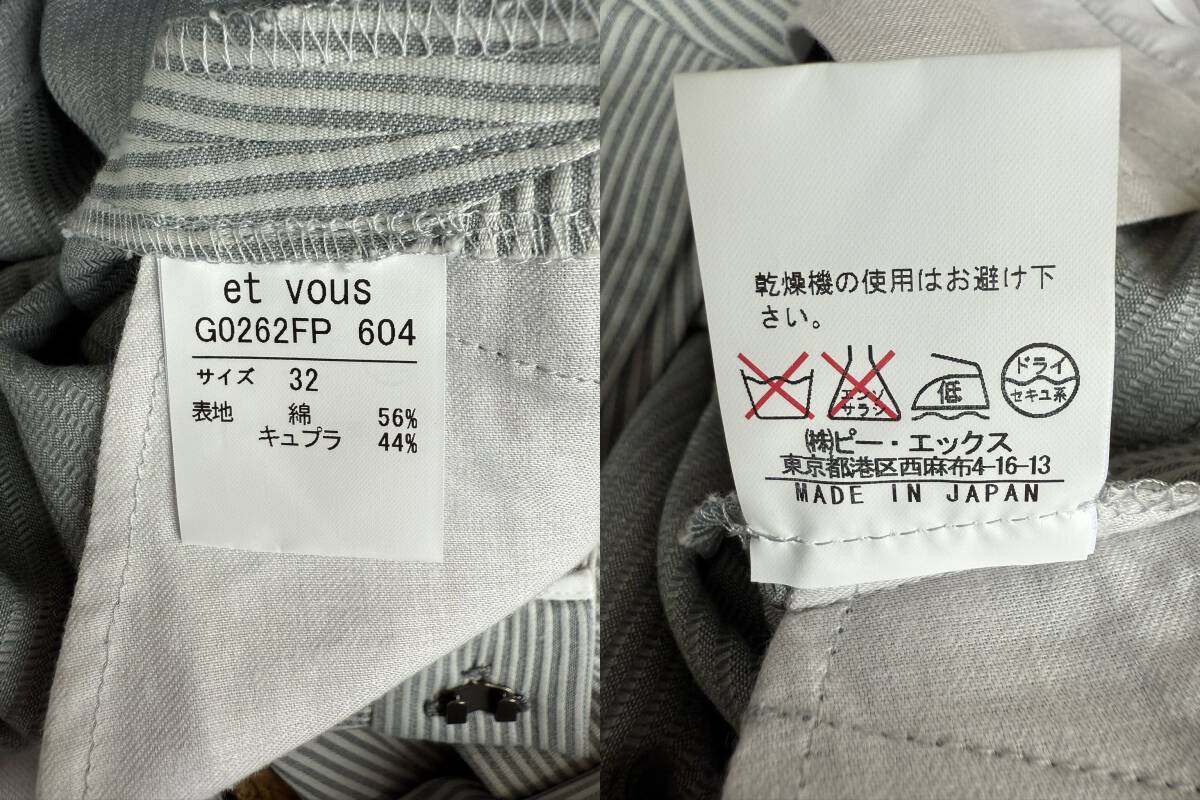 et vous
G0262FP 604
サイズ 32
表地 綿 56%
キュプラ 44%
乾燥機の使用はお避け下
さい。
エンソ
サラシ
低
ドライ
セキユ系
㈱ピー・エックス
東京都港区西麻布4-16-13
MADE IN JAPAN